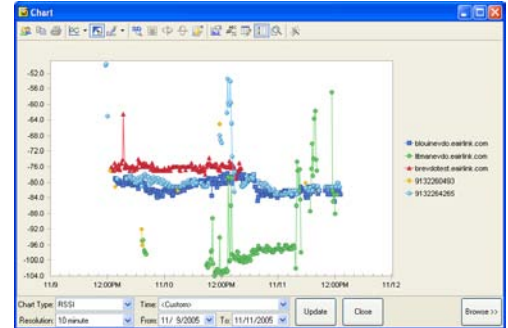 Chart
-52.0
-56.0
-60.0
-64.0
-68.0
-72.0
-76.0
-80.0
-84.0
-88.0
-92.0
-96.0
-100.0
-104.0
11/9 12:00PM 11/10 12:00PM 11/11 12:00PM 11/12
blouinevdo.eairlink.com
ttmanevdo.eairlink.com
brevdotest.eairlink.com
9132260493
9132264265
Chart Type: RSSI Time: <Custom> Update Close Browse >>
Resolution: 10 minute From: 11/ 9/2005 To: 11/11/2005